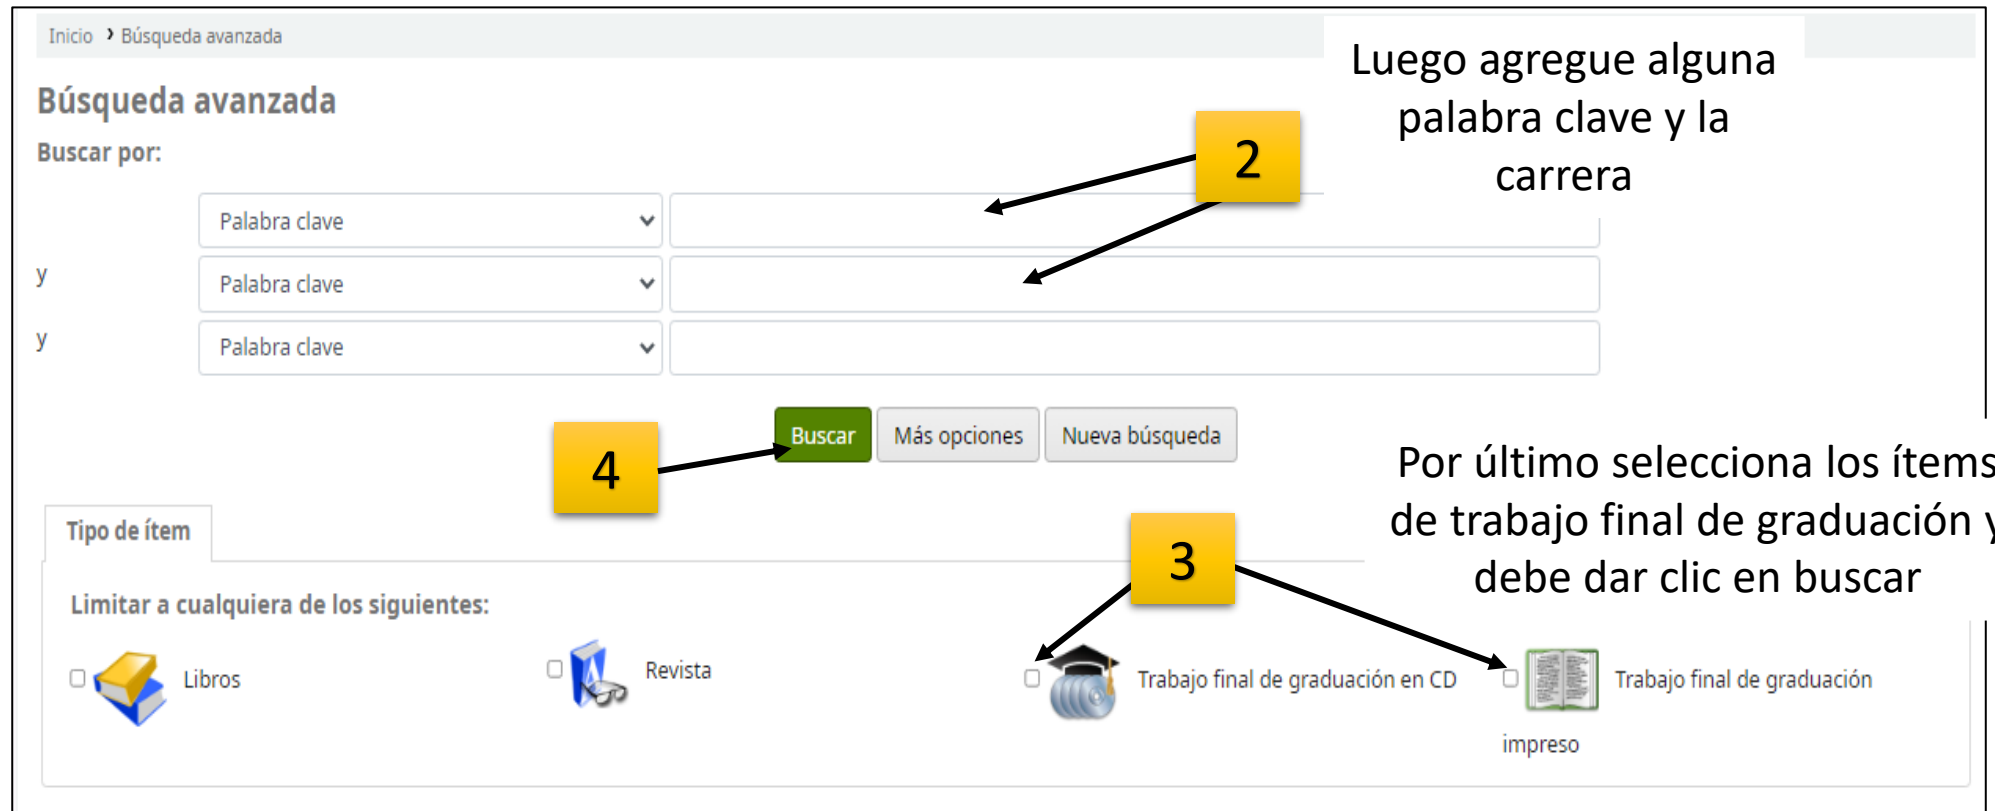 Inicio › Búsqueda avanzada
Luego agregue alguna
palabra clave y la
carrera
Búsqueda avanzada
Buscar por:
2
Palabra clave
y Palabra clave
y Palabra clave
Buscar Más opciones Nueva búsqueda
4
Por último selecciona los ítems
de trabajo final de graduación y
debe dar clic en buscar
3
Tipo de ítem
Limitar a cualquiera de los siguientes:
Libros
Revista
Trabajo final de graduación en CD
Trabajo final de graduación
impreso